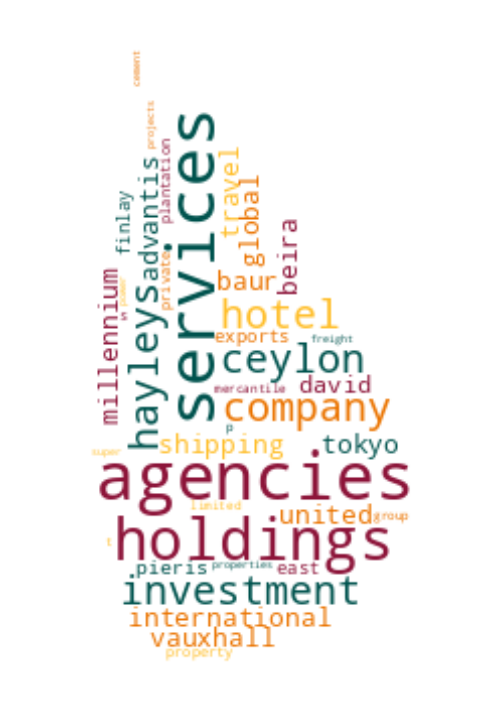 cement
projects
services
plantation
travel
advantis
global
finlay
beira
private
millennium
power
baur
hayleys
in
hotel
exports
freight
ceylon
mercantile
david
company
p
shipping
tokyo
super
agencies
limited
united
group
holdings
t
pieris
properties
east
investment
international
vauxhall
property